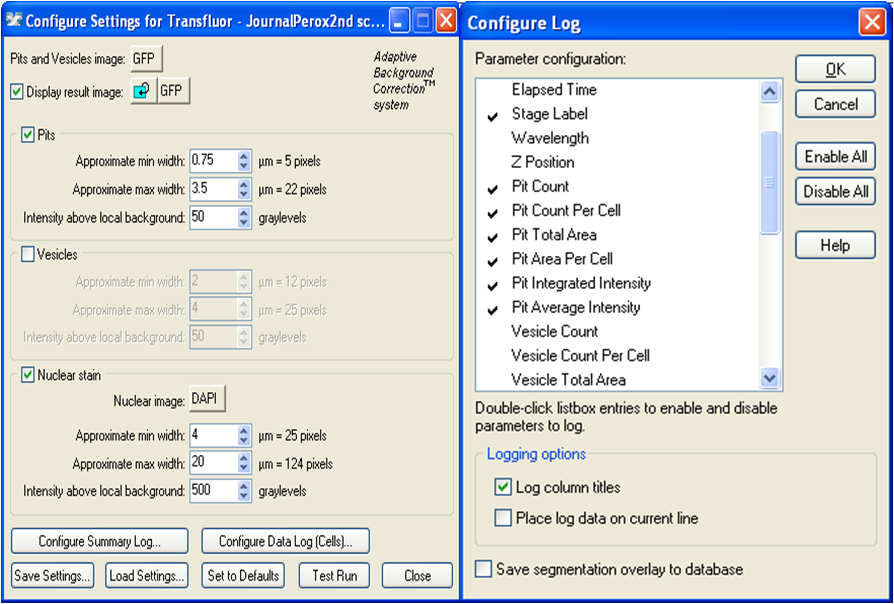 Configure Settings for Transfluor - JournalPerox2nd sc...
Pits and Vesicles image: GFP
Display result image: GFP
Adaptive
Background
Correction™
system
Pits
Approximate min width: 0.75 µm = 5 pixels
Approximate max width: 3.5 µm = 22 pixels
Intensity above local background: 50 graylevels
Vesicles
Approximate min width: 2 µm = 12 pixels
Approximate max width: 4 µm = 25 pixels
Intensity above local background: 50 graylevels
Nuclear stain
Nuclear image: DAPI
Approximate min width: 4 µm = 25 pixels
Approximate max width: 20 µm = 124 pixels
Intensity above local background: 500 graylevels
Configure Summary Log... Configure Data Log (Cells)...
Save Settings... Load Settings... Set to Defaults Test Run Close
Configure Log
Parameter configuration:
Elapsed Time
Stage Label
Wavelength
Z Position
Pit Count
Pit Count Per Cell
Pit Total Area
Pit Area Per Cell
Pit Integrated Intensity
Pit Average Intensity
Vesicle Count
Vesicle Count Per Cell
Vesicle Total Area
OK
Cancel
Enable All
Disable All
Help
Double-click listbox entries to enable and disable
parameters to log.
Logging options
Log column titles
Place log data on current line
Save segmentation overlay to database